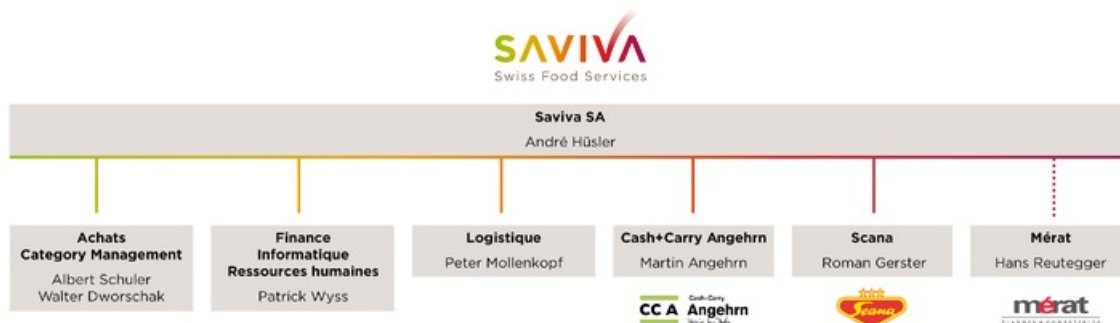 SAVIVA
Swiss Food Services
Saviva SA
André Hüsler
Achats
Category Management
Albert Schuler
Walter Dworschak
Finance
Informatique
Ressources humaines
Patrick Wyss
Logistique
Peter Mollenkopf
Cash+Carry Angehrn
Martin Angehrn
CC A Cash+Carry
Angehrn
Scana
Roman Gerster
Scana
Mérat
Hans Reutegger
mérat